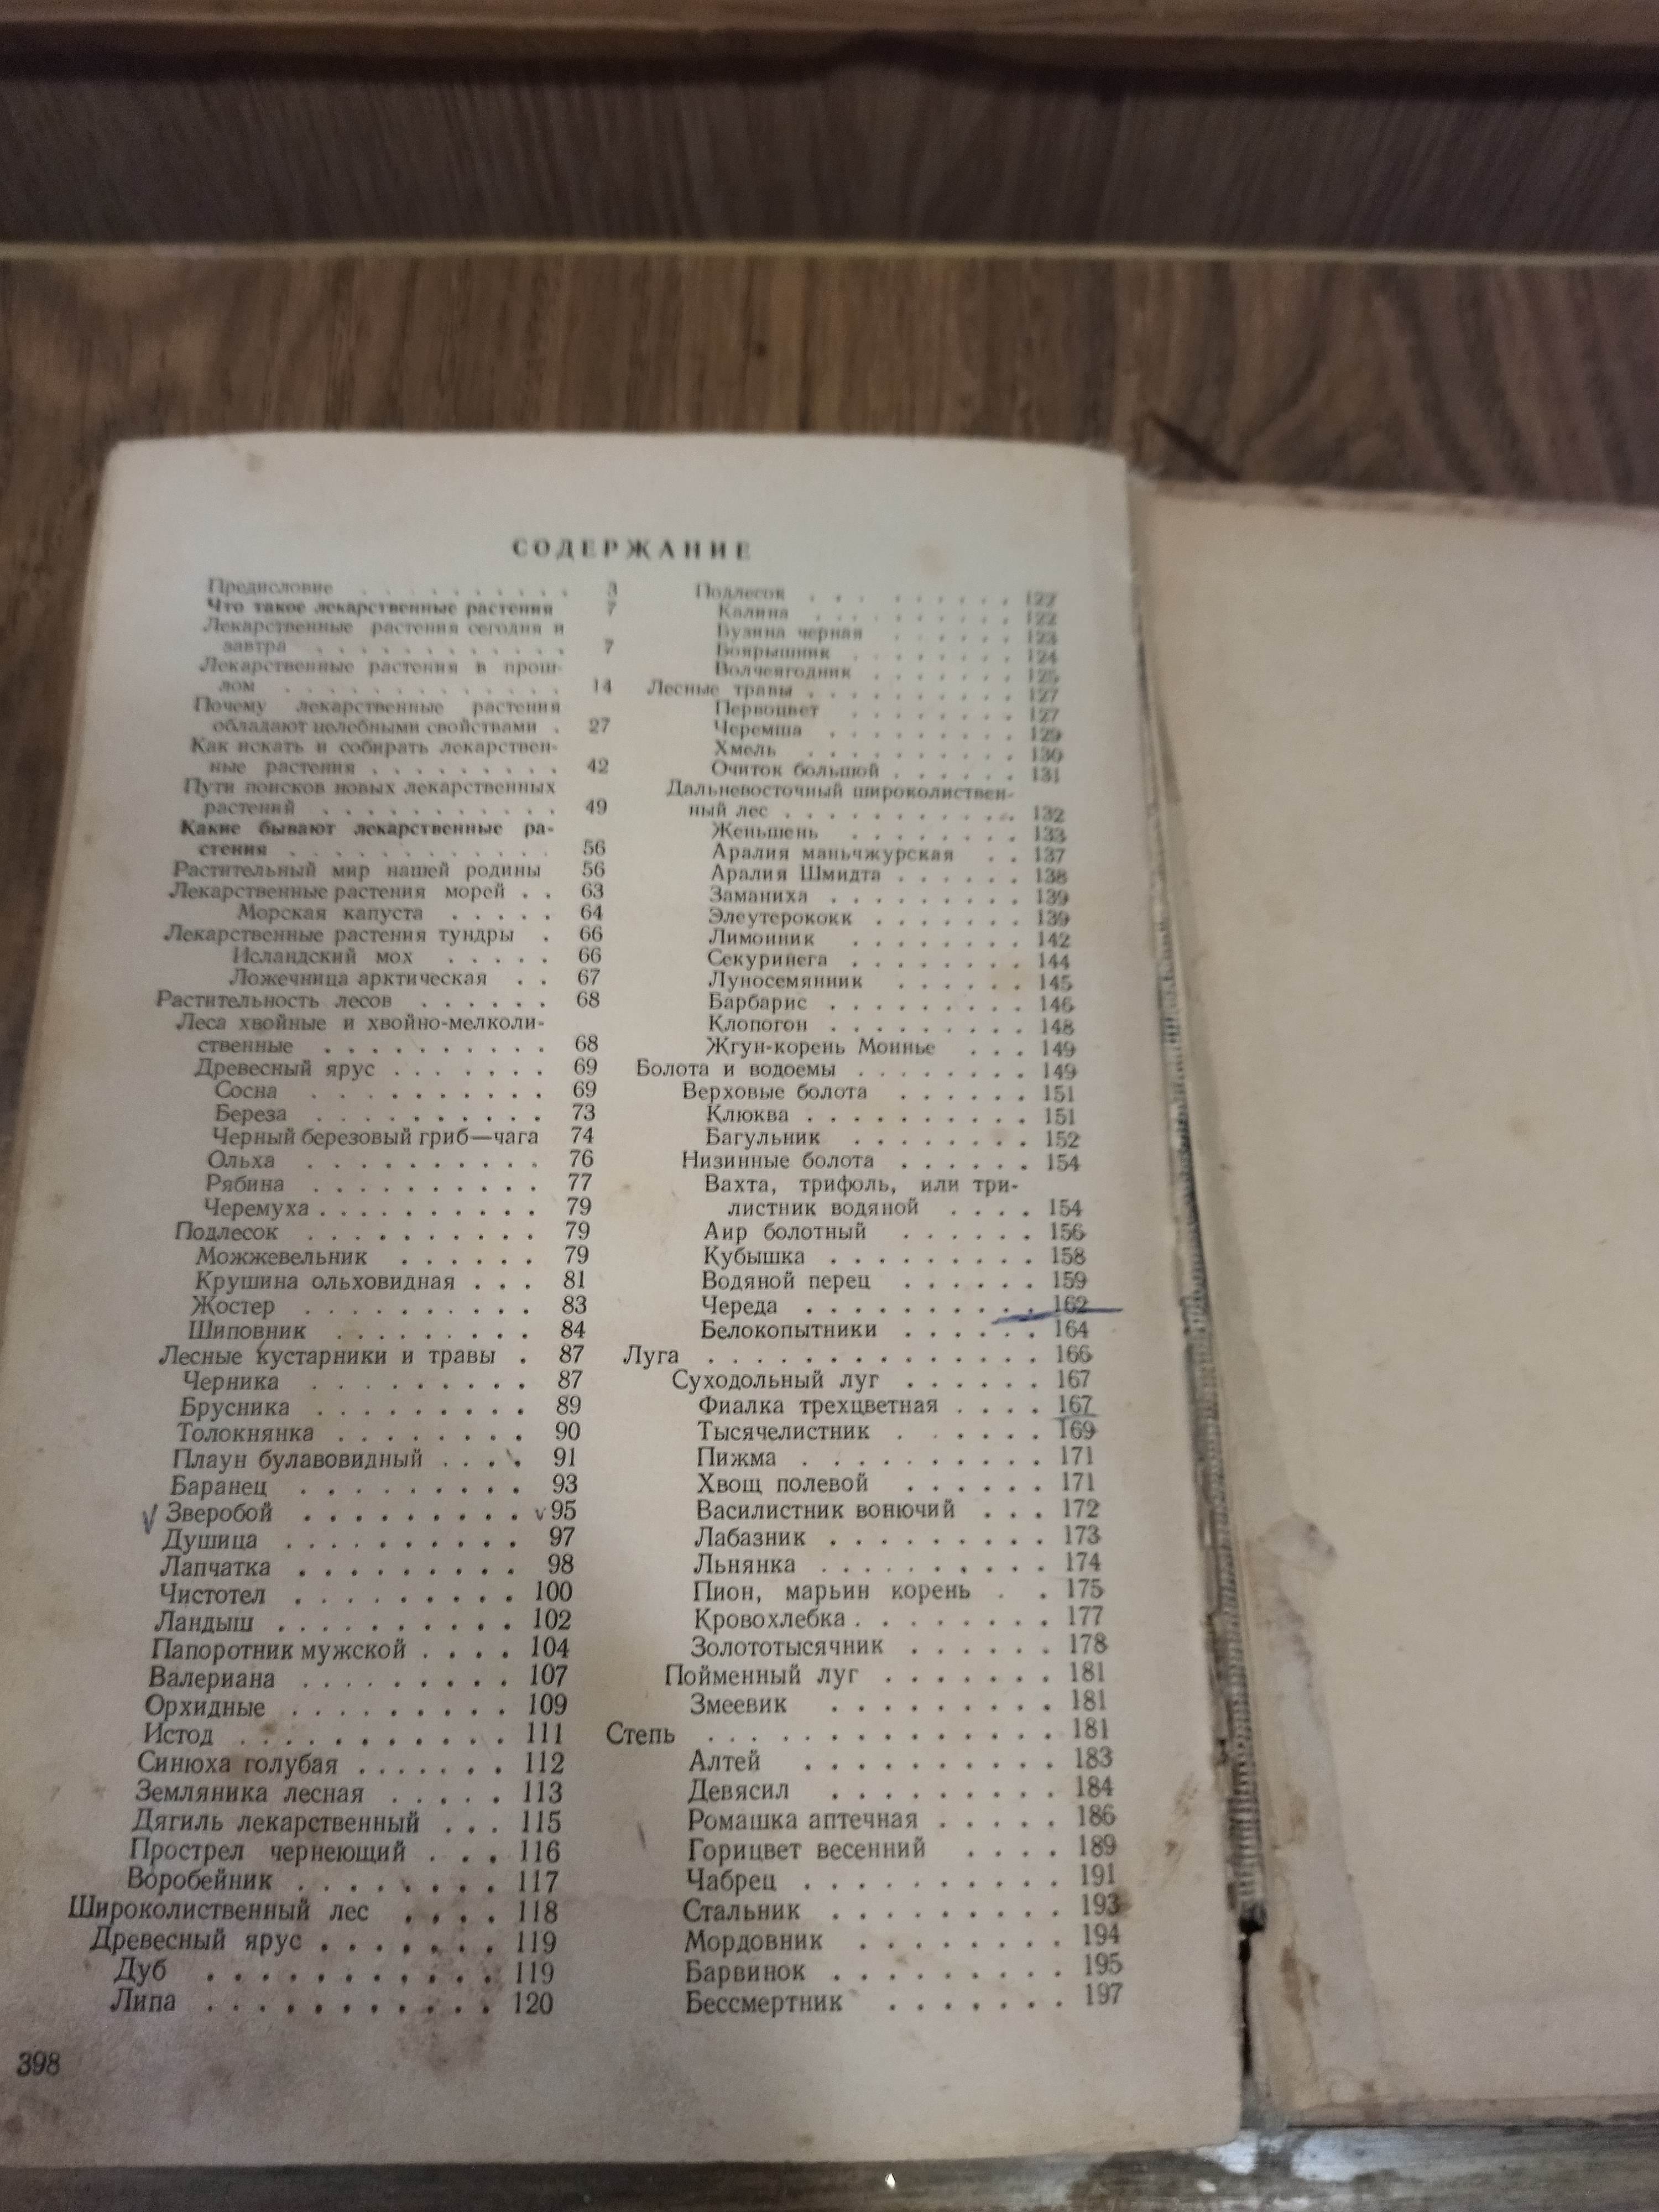 СОДЕРЖАНИЕ
Предисловие . . . . . . . . . . 3
Что такое лекарственные растения 7
Лекарственные растения сегодня и
завтра . . . . . . . . . . . . 7
Лекарственные растения в прош-
лом . . . . . . . . . . . . . 14
Почему лекарственные растения
обладают целебными свойствами . 27
Как искать и собирать лекарствен-
ные растения . . . . . . . . . 42
Пути поисков новых лекарственных
растений . . . . . . . . . . . 49
Какие бывают лекарственные ра-
стения . . . . . . . . . . . . 56
Растительный мир нашей родины 56
Лекарственные растения морей . . 63
Морская капуста . . . . . 64
Лекарственные растения тундры . 66
Исландский мох . . . . . 66
Ложечница арктическая . . 67
Растительность лесов . . . . . . 68
Леса хвойные и хвойно-мелколи-
ственные . . . . . . . . . . 68
Древесный ярус . . . . . . . 69
Сосна . . . . . . . . . . 69
Береза . . . . . . . . . . 73
Черный березовый гриб—чага 74
Ольха . . . . . . . . . . 76
Рябина . . . . . . . . . . 77
Черемуха . . . . . . . . . . 79
Подлесок . . . . . . . . . . 79
Можжевельник . . . . . . 79
Крушина ольховидная . . . 81
Жостер . . . . . . . . . . 83
Шиповник . . . . . . . . . 84
Лесные кустарники и травы . 87
Черника . . . . . . . . . 87
Брусника . . . . . . . . . 89
Толокнянка . . . . . . . . 90
Плаун булавовидный . . . . 91
Баранец . . . . . . . . . 93
Зверобой . . . . . . . . . 95
Душица . . . . . . . . . . 97
Лапчатка . . . . . . . . . 98
Чистотел . . . . . . . . . 100
Ландыш . . . . . . . . . . 102
Папоротник мужской . . . . 104
Валериана . . . . . . . . . 107
Орхидные . . . . . . . . . 109
Истод . . . . . . . . . . . 111
Синюха голубая . . . . . . . 112
Земляника лесная . . . . . 113
Дягиль лекарственный . . . 115
Прострел чернеющий . . . 116
Воробейник . . . . . . . . 117
Широколиственный лес . . . . 118
Древесный ярус . . . . . . . 119
Дуб . . . . . . . . . . . 119
Липа . . . . . . . . . . . 120
398
Подлесок . . . . . . . . . . 122
Калина . . . . . . . . . . 122
Бузина черная . . . . . . 123
Боярышник . . . . . . . . 124
Волчеягодник . . . . . . . 125
Лесные травы . . . . . . . . . . 127
Первоцвет . . . . . . . . 127
Черемша . . . . . . . . . 129
Хмель . . . . . . . . . . 130
Очиток большой . . . . . . 131
Дальневосточный широколиствен-
ный лес . . . . . . . . . . . . 132
Женьшень . . . . . . . . 133
Аралия маньчжурская . . 137
Аралия Шмидта . . . . . . 138
Заманиха . . . . . . . . . 139
Элеутерококк . . . . . . . 139
Лимонник . . . . . . . . 142
Секуринега . . . . . . . . 144
Луносемянник . . . . . . 145
Барбарис . . . . . . . . . 146
Клопогон . . . . . . . . . 148
Жгун-корень Моннье . . . 149
Болота и водоемы . . . . . . . . 149
Верховые болота . . . . . . 151
Клюква . . . . . . . . . . 151
Багульник . . . . . . . . 152
Низинные болота . . . . . . 154
Вахта, трифоль, или три-
листник водяной . . . . 154
Аир болотный . . . . . . 156
Кубышка . . . . . . . . . 158
Водяной перец . . . . . . 159
Череда . . . . . . . . . . 162
Белокопытники . . . . . . 164
Луга . . . . . . . . . . . . . . 166
Суходольный луг . . . . . . 167
Фиалка трехцветная . . . . 167
Тысячелистник . . . . . . 169
Пижма . . . . . . . . . . 171
Хвощ полевой . . . . . . 171
Василистник вонючий . . . 172
Лабазник . . . . . . . . . 173
Льнянка . . . . . . . . . 174
Пион, марьин корень . . 175
Кровохлебка . . . . . . . . 177
Золототысячник . . . . . . 178
Пойменный луг . . . . . . . 181
Змеевик . . . . . . . . . 181
Степь . . . . . . . . . . . . . . 181
Алтей . . . . . . . . . . 183
Девясил . . . . . . . . . 184
Ромашка аптечная . . . . . 186
Горицвет весенний . . . . 189
Чабрец . . . . . . . . . . 191
Стальник . . . . . . . . . 193
Мордовник . . . . . . . . 194
Барвинок . . . . . . . . . 195
Бессмертник . . . . . . . 197